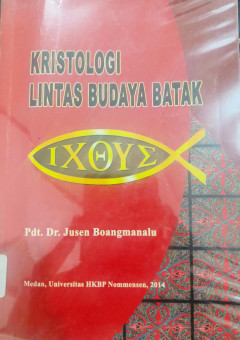 KRISTOLOGI
LINTAS BUDAYA BATAK
ΙΧΘΥΣ
Pdt. Dr. Jusen Boangmanalu
Medan, Universitas HKBP Nommensen, 2014